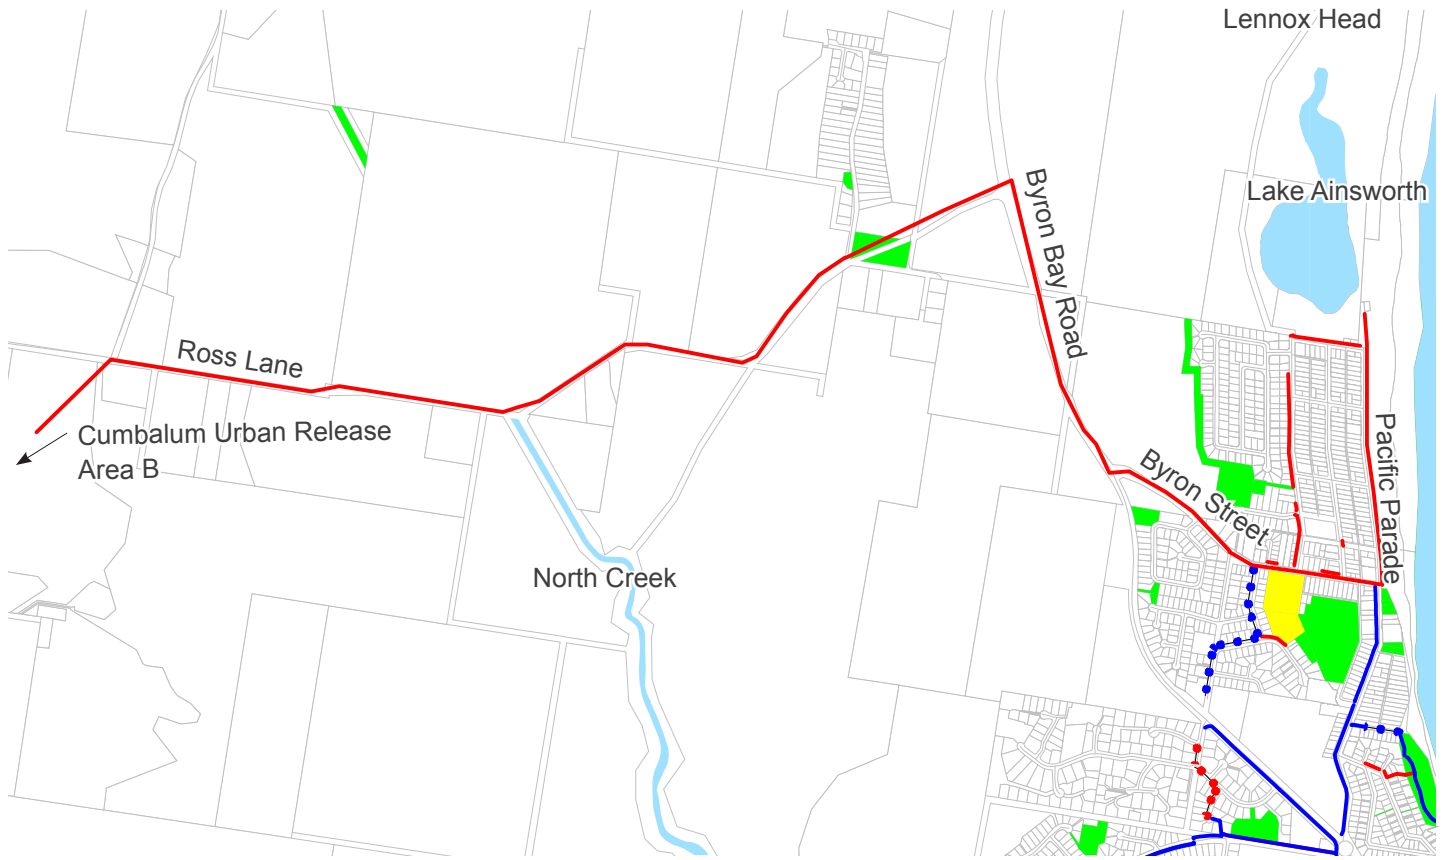 Lennox Head
Lake Ainsworth
Byron Bay Road
Ross Lane
Cumbalum Urban Release
Area B
Byron Street
Pacific Parade
North Creek